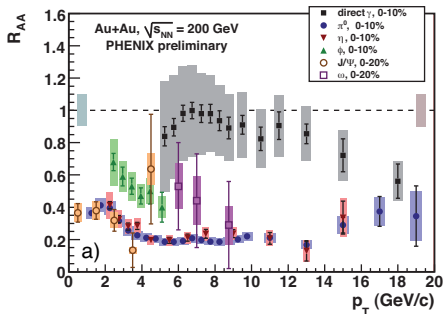 R_AA
1.6
1.4
1.2
1
0.8
0.6
0.4
0.2
0
2
4
6
8
10
12
14
16
18
20
p_T (GeV/c)
Au+Au, √s_NN = 200 GeV
PHENIX preliminary
direct γ, 0-10%
π⁰, 0-10%
η, 0-10%
ϕ, 0-10%
J/Ψ, 0-20%
ω, 0-20%
a)